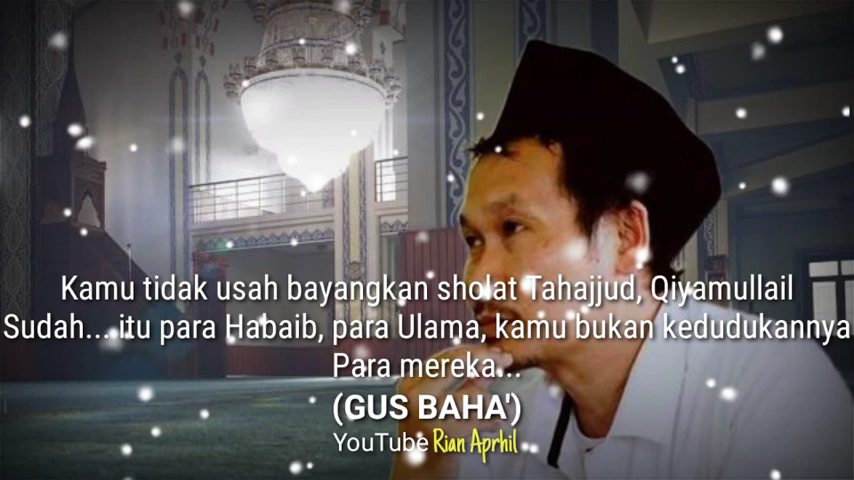 Kamu tidak usah bayangkan sholat Tahajjud, Qiyamullail
Sudah... itu para Habaib, para Ulama, kamu bukan kedudukannya
Para mereka...
(GUS BAHA')
YouTube Rian Aprhil